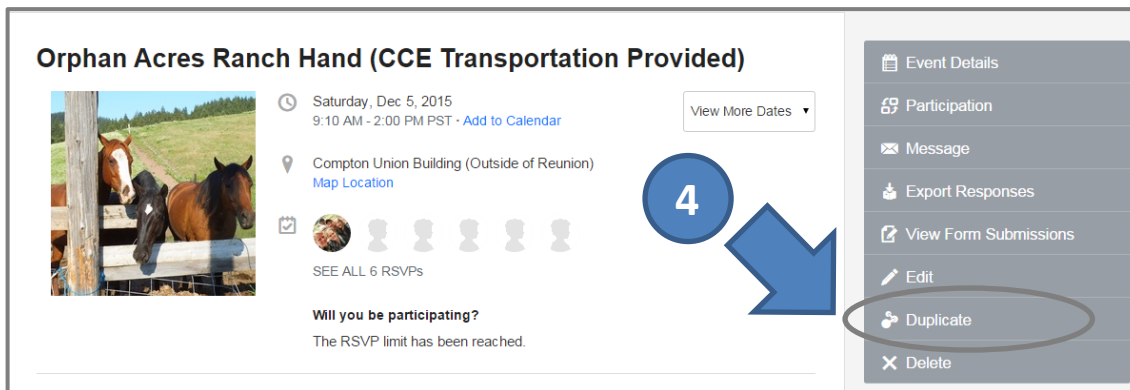 Orphan Acres Ranch Hand (CCE Transportation Provided)
Saturday, Dec 5, 2015
9:10 AM - 2:00 PM PST · Add to Calendar
View More Dates
Compton Union Building (Outside of Reunion)
Map Location
SEE ALL 6 RSVPs
Will you be participating?
The RSVP limit has been reached.
4
Event Details
Participation
Message
Export Responses
View Form Submissions
Edit
Duplicate
Delete